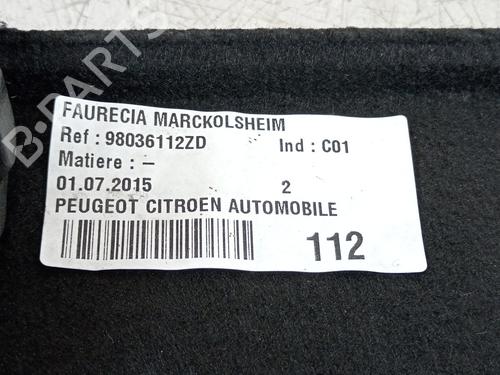 B-PARTS
FAURECIA MARCKOLSHEIM
Ref : 98036112ZD Ind : C01
Matiere : –
01.07.2015 2
PEUGEOT CITROEN AUTOMOBILE
112